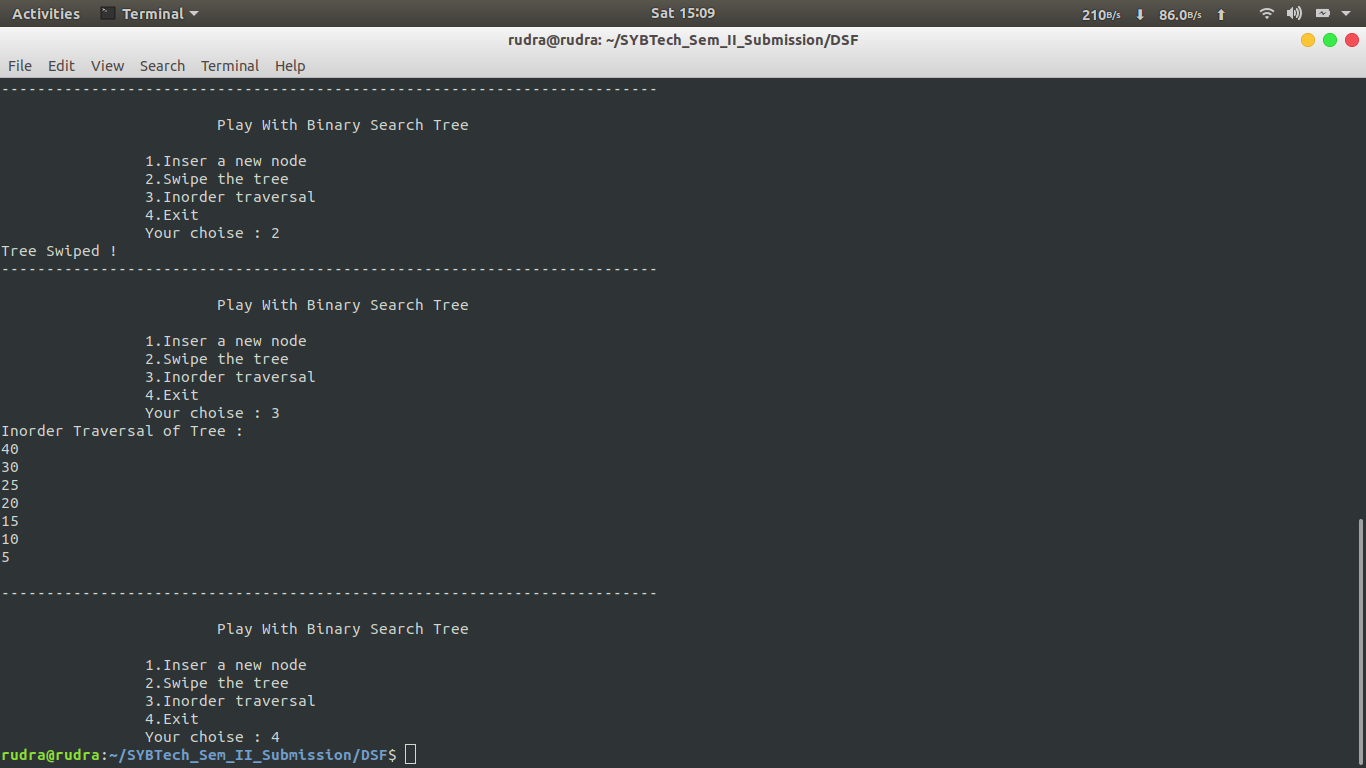 Activities Terminal Sat 15:09 210B/s 86.0B/s
rudra@rudra: ~/SYBTech_Sem_II_Submission/DSF
File Edit View Search Terminal Help
-------------------------------------------------------------------------
Play With Binary Search Tree
1.Inser a new node
2.Swipe the tree
3.Inorder traversal
4.Exit
Your choise : 2
Tree Swiped !
-------------------------------------------------------------------------
Play With Binary Search Tree
1.Inser a new node
2.Swipe the tree
3.Inorder traversal
4.Exit
Your choise : 3
Inorder Traversal of Tree :
40
30
25
20
15
10
5
-------------------------------------------------------------------------
Play With Binary Search Tree
1.Inser a new node
2.Swipe the tree
3.Inorder traversal
4.Exit
Your choise : 4
rudra@rudra:~/SYBTech_Sem_II_Submission/DSF$